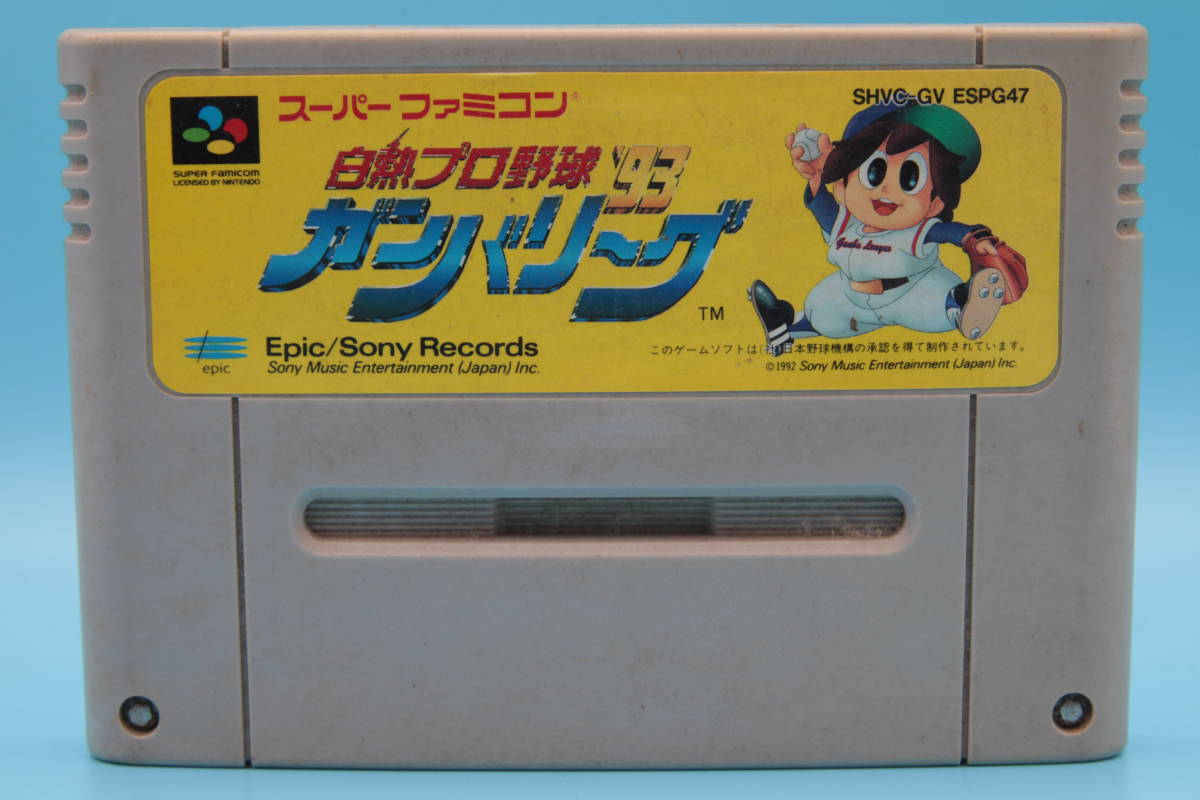 スーパーファミコン®
SHVC-GV ESPG47
SUPER FAMICOM
LICENSED BY NINTENDO
白熱プロ野球'93
ガンバリーグ
TM
Gamba League
epic
Epic/Sony Records
Sony Music Entertainment (Japan) Inc.
このゲームソフトは(社)日本野球機構の承認を得て制作されています。
©1992 Sony Music Entertainment (Japan) Inc.